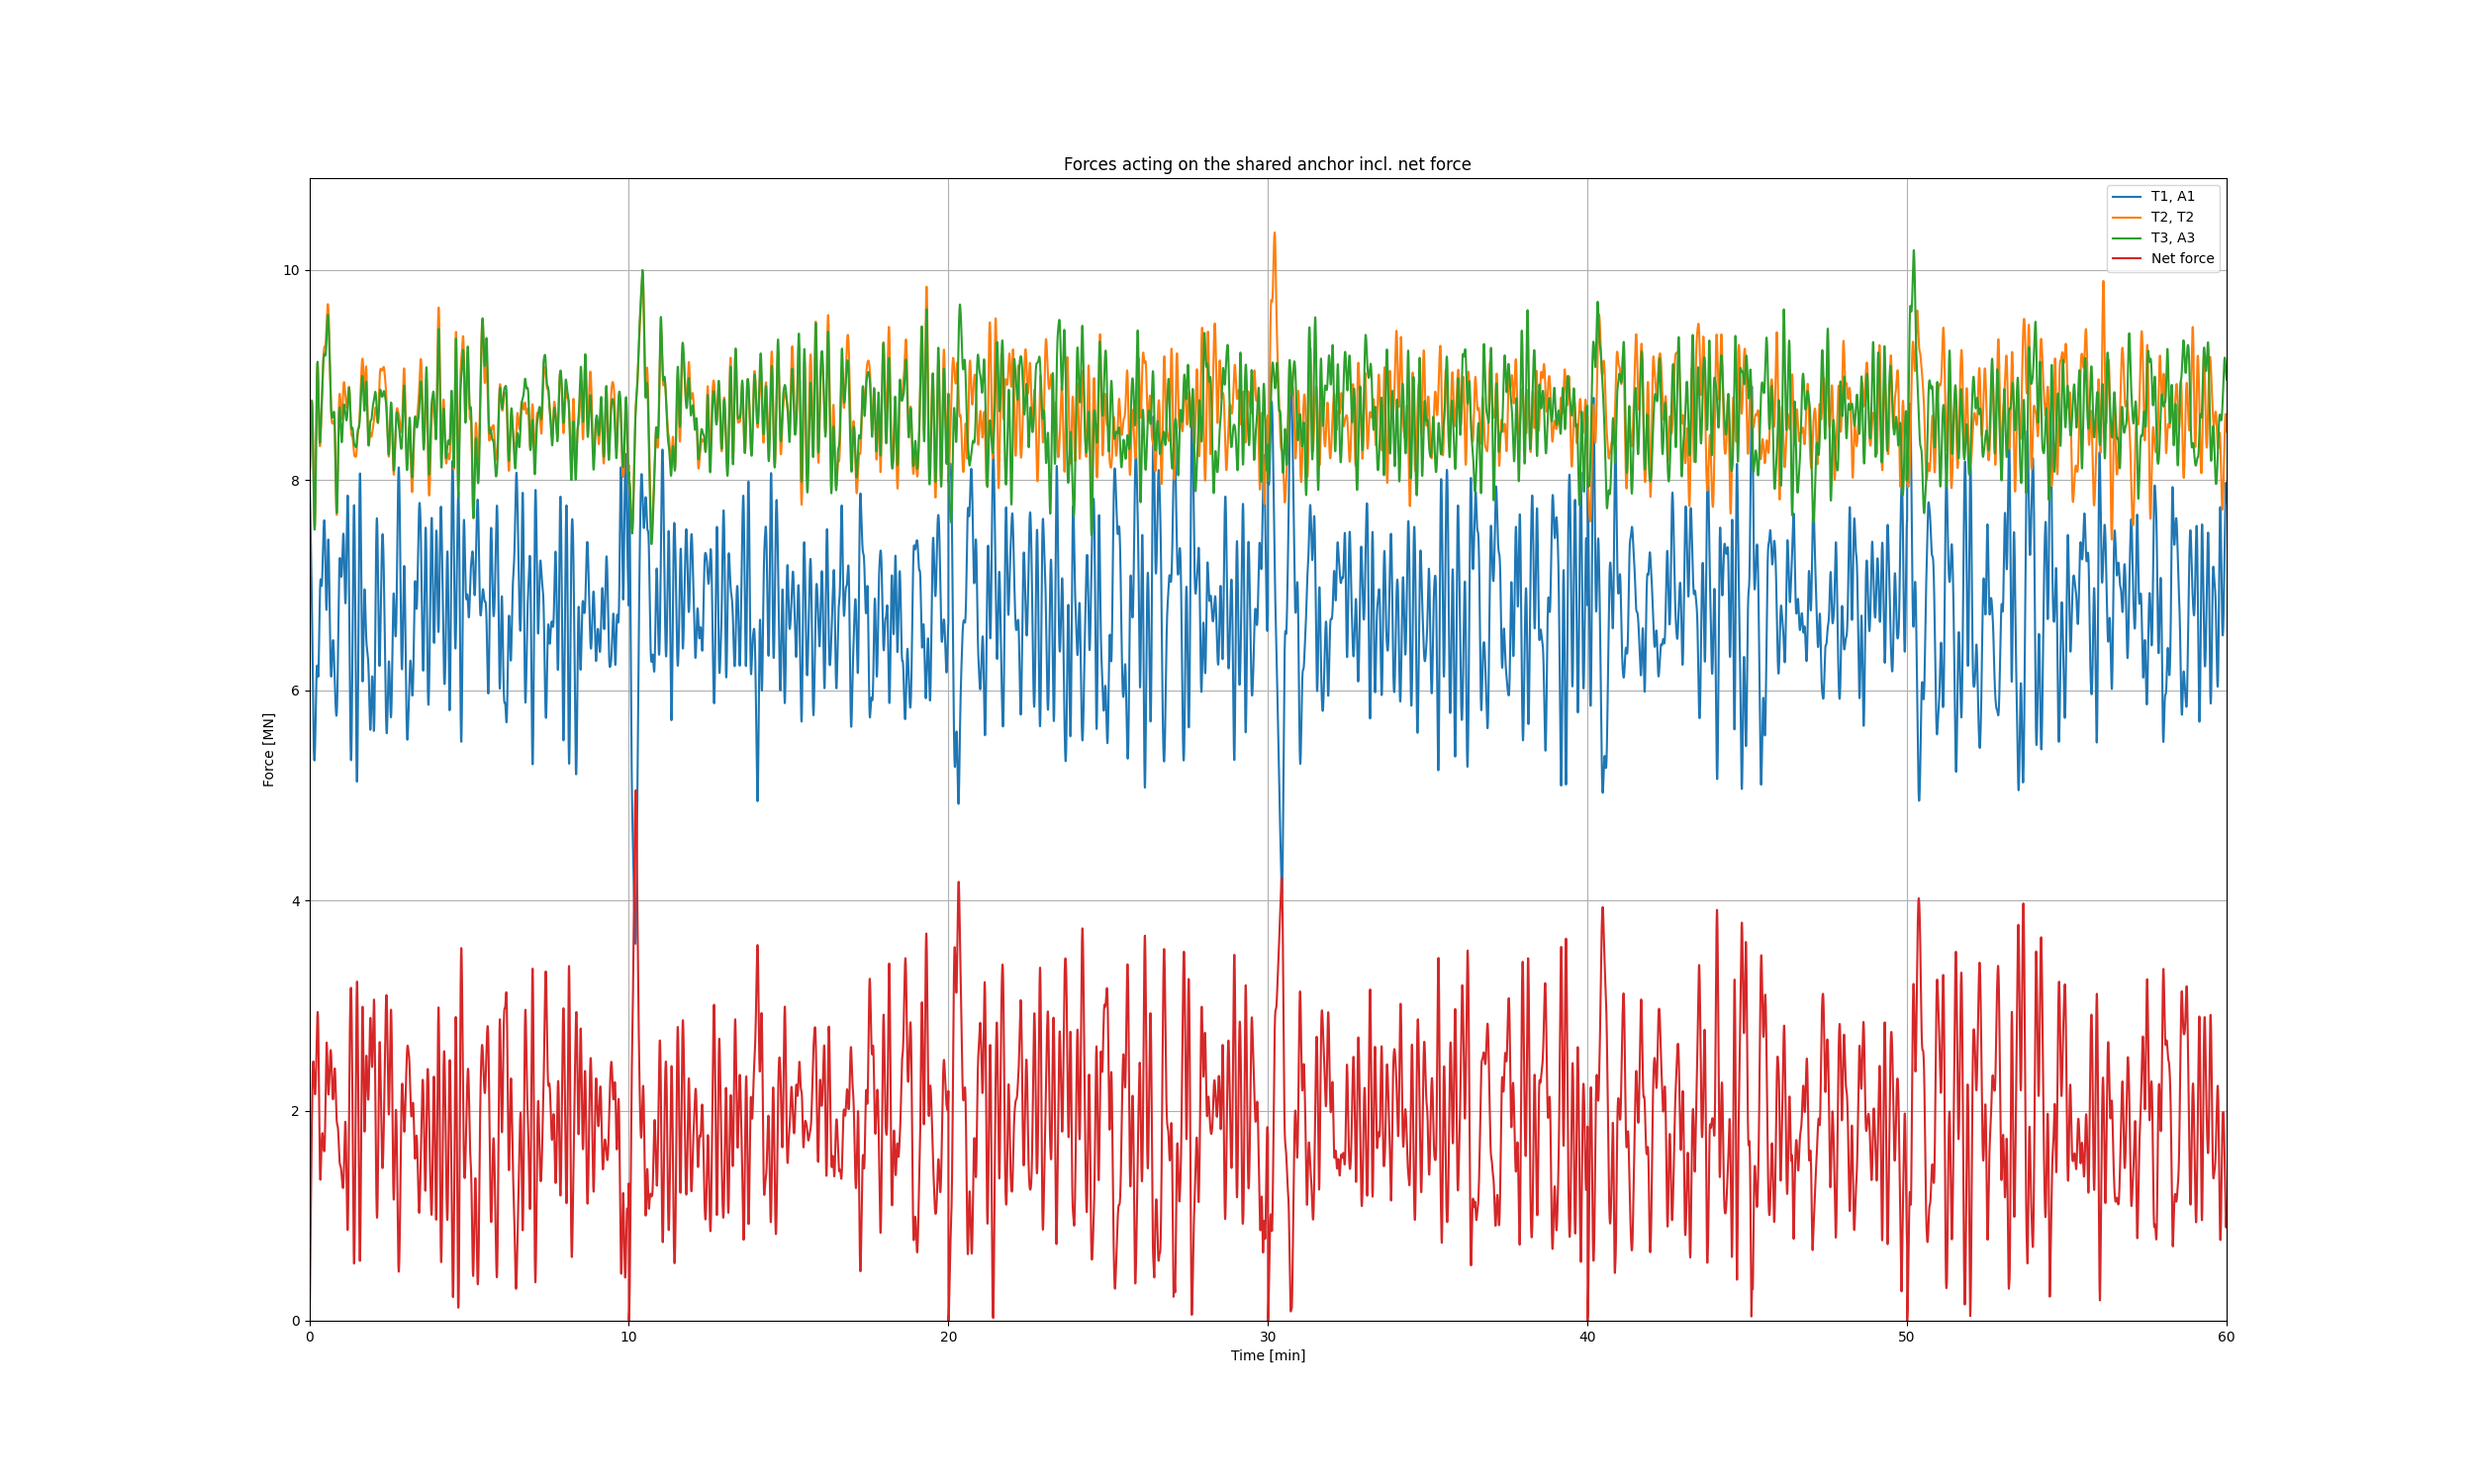 Forces acting on the shared anchor incl. net force
T1, A1
T2, T2
T3, A3
Net force
10
8
6
4
2
0
Force [MN]
0 10 20 30 40 50 60
Time [min]